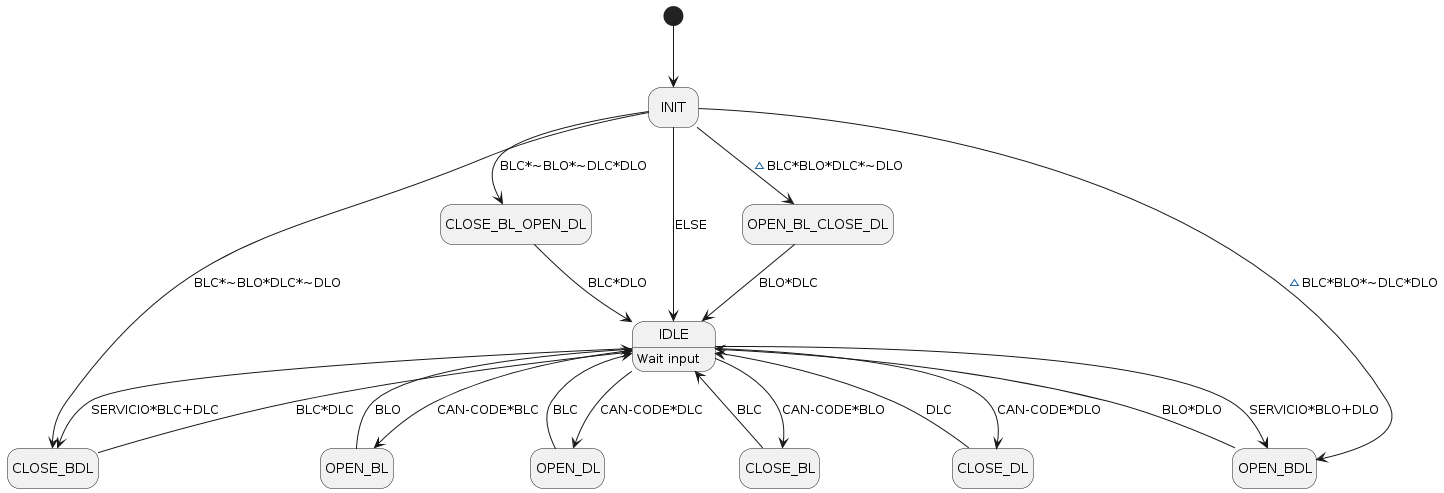 INIT
BLC*~BLO*~DLC*DLO
△BLC*BLO*DLC*~DLO
CLOSE_BL_OPEN_DL
ELSE
OPEN_BL_CLOSE_DL
BLC*~BLO*DLC*~DLO
BLC*DLO
BLO*DLC
△BLC*BLO*~DLC*DLO
IDLE
Wait input
SERVICIO*BLC+DLC
BLC*DLC
BLO
CAN-CODE*BLC
BLC
CAN-CODE*DLC
BLC
CAN-CODE*BLO
DLC
CAN-CODE*DLO
BLO*DLO
SERVICIO*BLO+DLO
CLOSE_BDL
OPEN_BL
OPEN_DL
CLOSE_BL
CLOSE_DL
OPEN_BDL